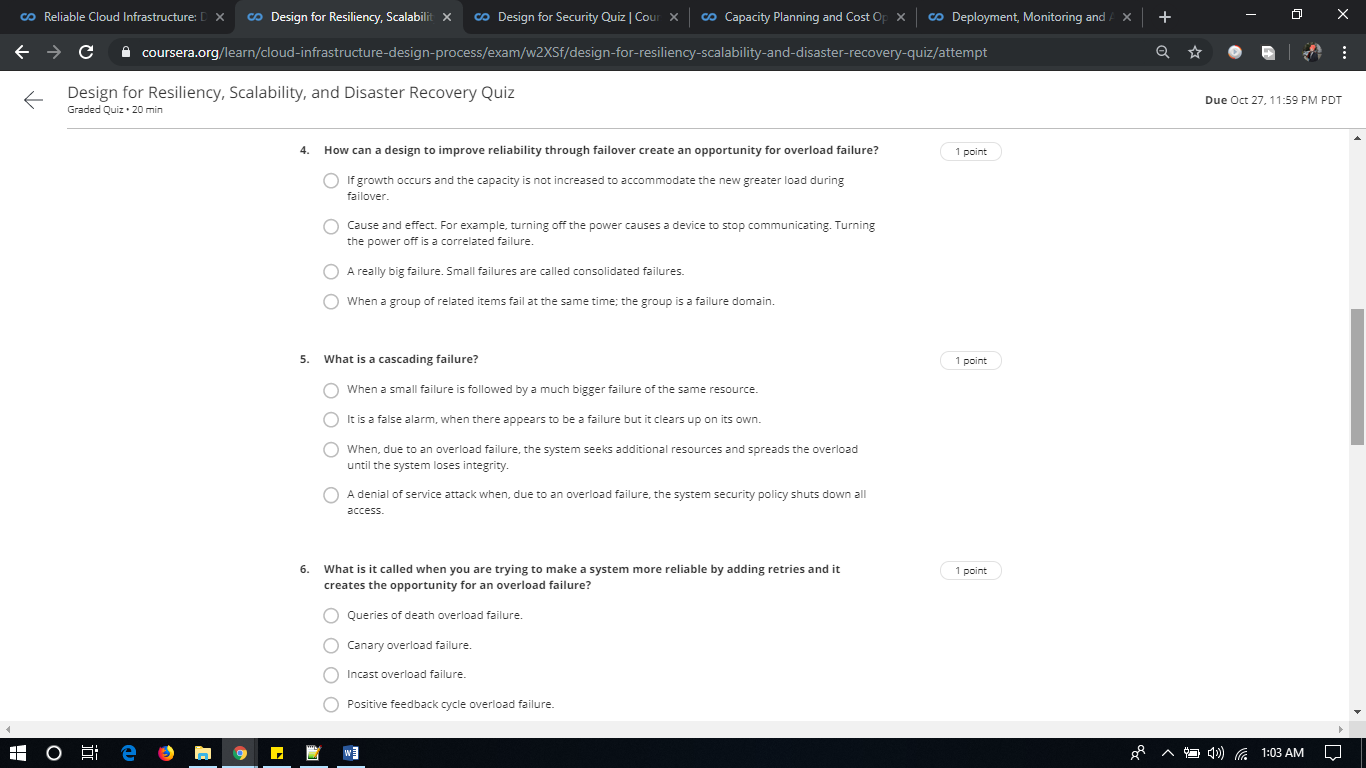 Reliable Cloud Infrastructure: D
Design for Resiliency, Scalabilit
Design for Security Quiz | Cour
Capacity Planning and Cost Op
Deployment, Monitoring and A
coursera.org/learn/cloud-infrastructure-design-process/exam/w2XSf/design-for-resiliency-scalability-and-disaster-recovery-quiz/attempt
Design for Resiliency, Scalability, and Disaster Recovery Quiz
Graded Quiz • 20 min
Due Oct 27, 11:59 PM PDT
4. How can a design to improve reliability through failover create an opportunity for overload failure?
1 point
If growth occurs and the capacity is not increased to accommodate the new greater load during
failover.
Cause and effect. For example, turning off the power causes a device to stop communicating. Turning
the power off is a correlated failure.
A really big failure. Small failures are called consolidated failures.
When a group of related items fail at the same time; the group is a failure domain.
5. What is a cascading failure?
1 point
When a small failure is followed by a much bigger failure of the same resource.
It is a false alarm, when there appears to be a failure but it clears up on its own.
When, due to an overload failure, the system seeks additional resources and spreads the overload
until the system loses integrity.
A denial of service attack when, due to an overload failure, the system security policy shuts down all
access.
6. What is it called when you are trying to make a system more reliable by adding retries and it
creates the opportunity for an overload failure?
1 point
Queries of death overload failure.
Canary overload failure.
Incast overload failure.
Positive feedback cycle overload failure.
1:03 AM